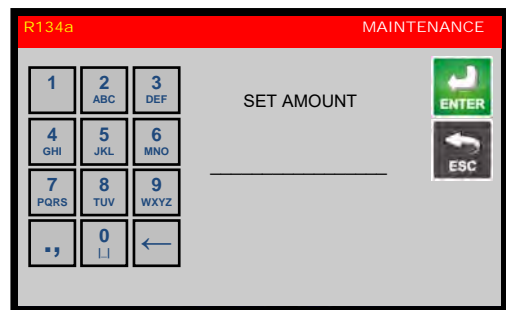 R134a MAINTENANCE
1 2 3
ABC DEF
SET AMOUNT
ENTER
4 5 6
GHI JKL MNO
ESC
7 8 9
PQRS TUV WXYZ
., 0 ←